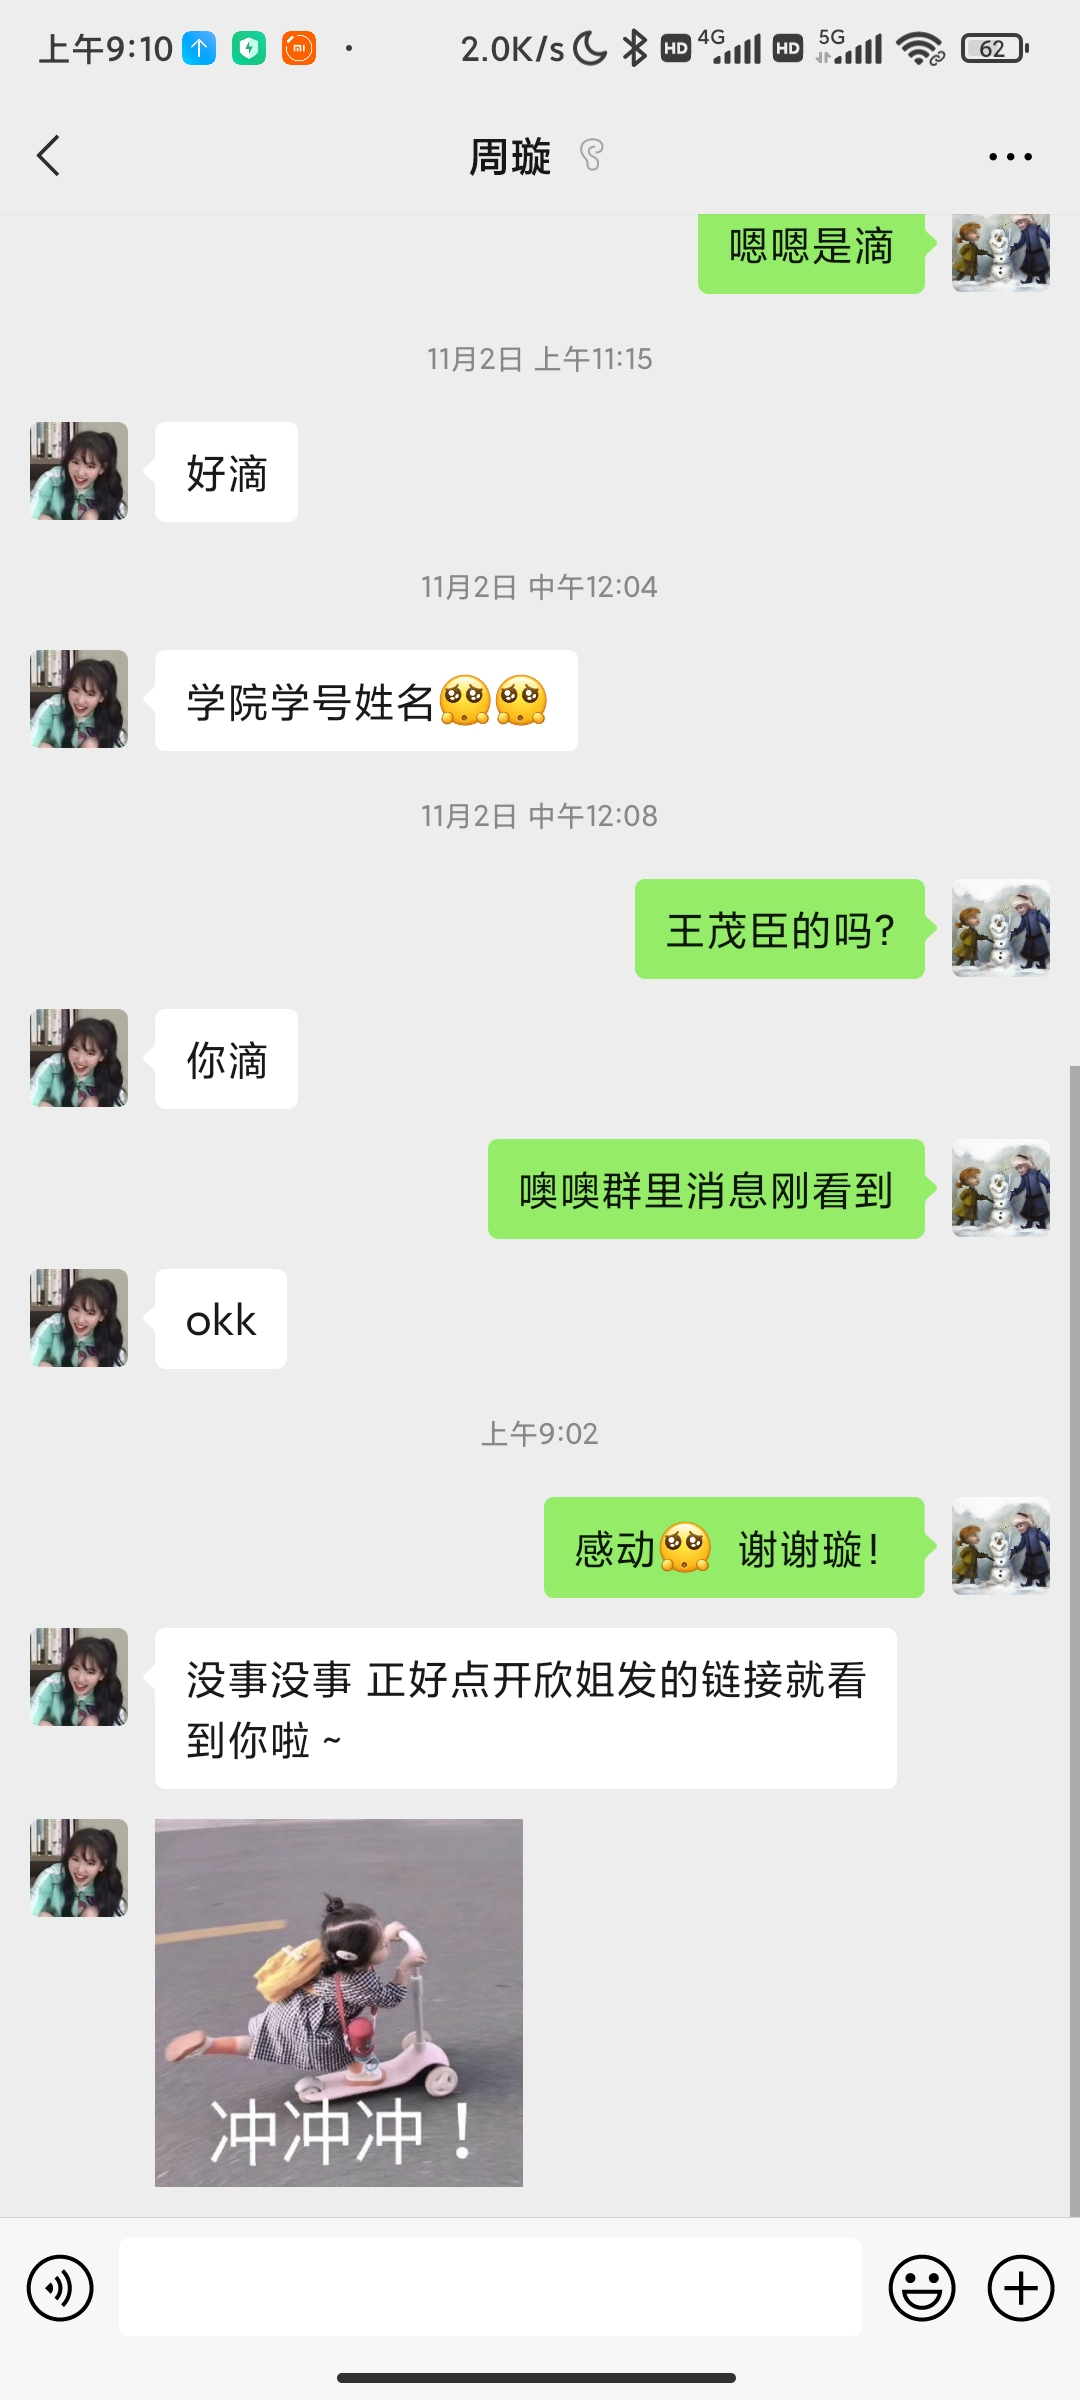 上午9:10
2.0K/s
HD
4G
HD
5G
62
周璇
嗯嗯是滴
11月2日 上午11:15
好滴
11月2日 中午12:04
学院学号姓名🥺🥺
11月2日 中午12:08
王茂臣的吗?
你滴
噢噢群里消息刚看到
okk
上午9:02
感动🥺 谢谢璇!
没事没事 正好点开欣姐发的链接就看
到你啦 ~
冲冲冲!